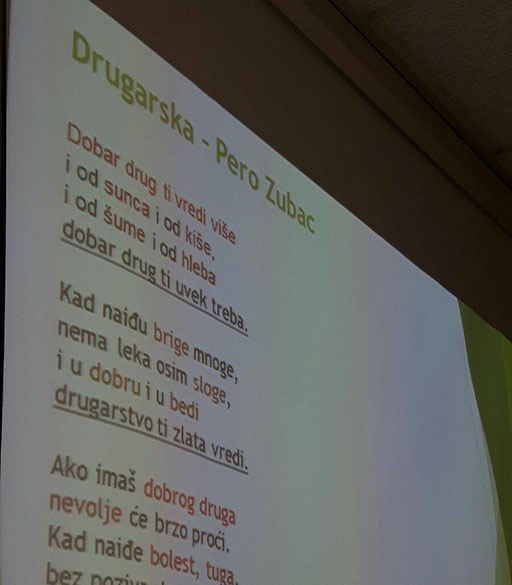 Drugarska - Pero Zubac
Dobar drug ti vredi više
i od sunca i od kiše,
i od šume i od hleba
dobar drug ti uvek treba.
Kad naiđu brige mnoge,
nema leka osim sloge,
i u dobru i u bedi
drugarstvo ti zlata vredi.
Ako imaš dobrog druga
nevolje će brzo proći.
Kad naiđe bolest, tuga,
bez